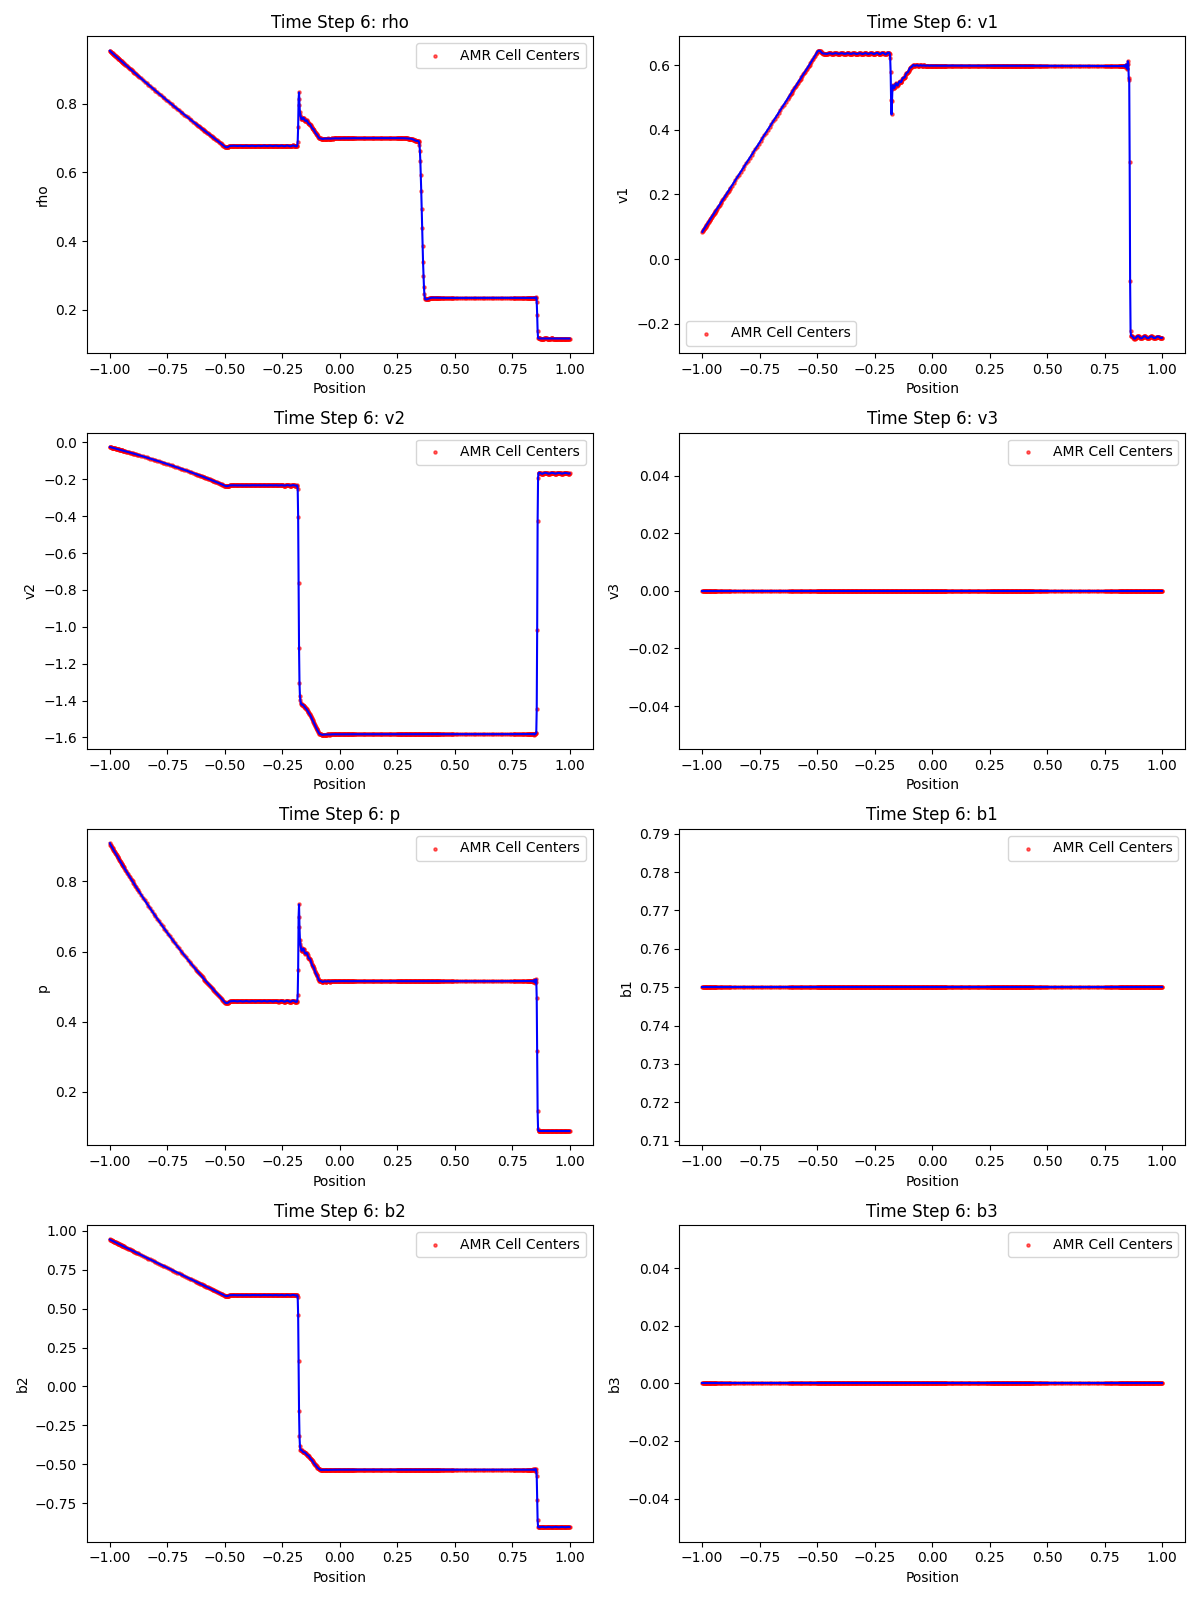 Time Step 6: rho
AMR Cell Centers
rho
0.8
0.6
0.4
0.2
−1.00 −0.75 −0.50 −0.25 0.00 0.25 0.50 0.75 1.00
Position
Time Step 6: v1
AMR Cell Centers
v1
0.6
0.4
0.2
0.0
−0.2
−1.00 −0.75 −0.50 −0.25 0.00 0.25 0.50 0.75 1.00
Position
Time Step 6: v2
AMR Cell Centers
v2
0.0
−0.2
−0.4
−0.6
−0.8
−1.0
−1.2
−1.4
−1.6
−1.00 −0.75 −0.50 −0.25 0.00 0.25 0.50 0.75 1.00
Position
Time Step 6: v3
AMR Cell Centers
v3
0.04
0.02
0.00
−0.02
−0.04
−1.00 −0.75 −0.50 −0.25 0.00 0.25 0.50 0.75 1.00
Position
Time Step 6: p
AMR Cell Centers
p
0.8
0.6
0.4
0.2
−1.00 −0.75 −0.50 −0.25 0.00 0.25 0.50 0.75 1.00
Position
Time Step 6: b1
AMR Cell Centers
b1
0.79
0.78
0.77
0.76
0.75
0.74
0.73
0.72
0.71
−1.00 −0.75 −0.50 −0.25 0.00 0.25 0.50 0.75 1.00
Position
Time Step 6: b2
AMR Cell Centers
b2
1.00
0.75
0.50
0.25
0.00
−0.25
−0.50
−0.75
−1.00 −0.75 −0.50 −0.25 0.00 0.25 0.50 0.75 1.00
Position
Time Step 6: b3
AMR Cell Centers
b3
0.04
0.02
0.00
−0.02
−0.04
−1.00 −0.75 −0.50 −0.25 0.00 0.25 0.50 0.75 1.00
Position